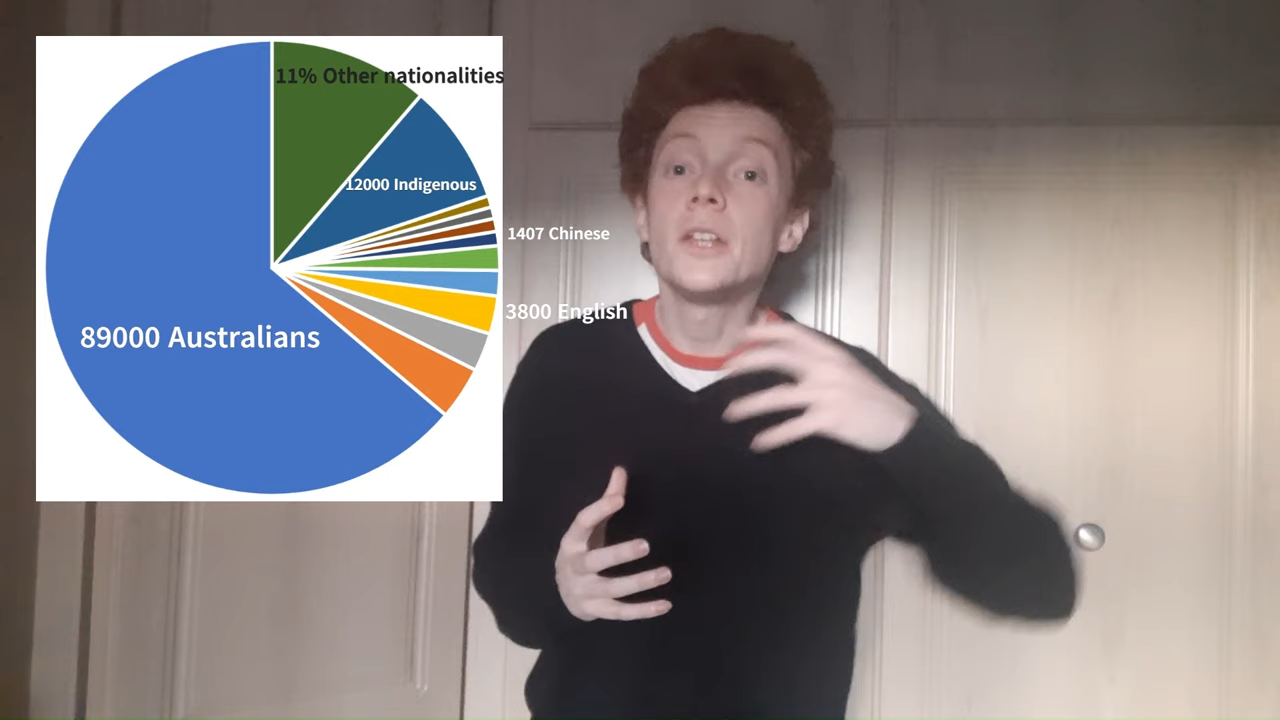 11% Other nationalities
12000 Indigenous
1407 Chinese
3800 English
89000 Australians